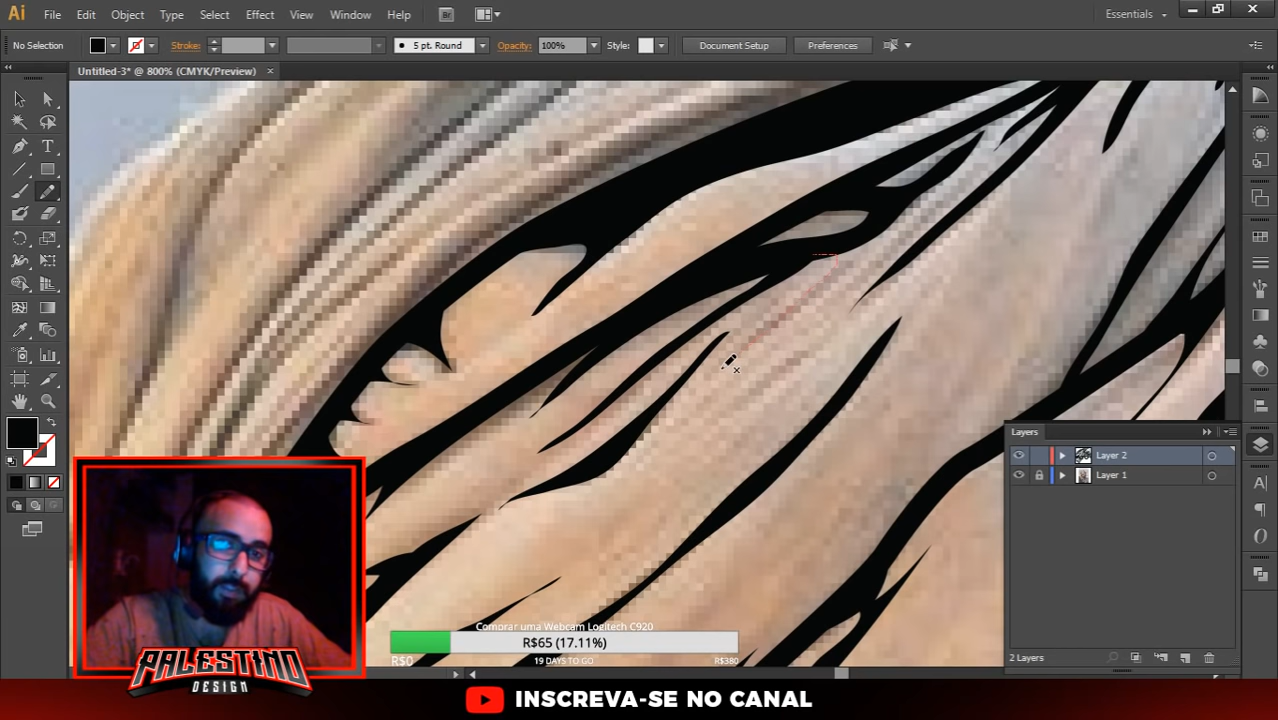 Ai File Edit Object Type Select Effect View Window Help Br Essentials
No Selection Stroke: 5 pt. Round Opacity: 100% Style: Document Setup Preferences
Untitled-3* @ 800% (CMYK/Preview)
Layers
Layer 2
Layer 1
2 Layers
Comprar uma Webcam Logitech C920
R$65 (17.11%)
R$0 19 DAYS TO GO R$380
PALESTINO
DESIGN
INSCREVA-SE NO CANAL